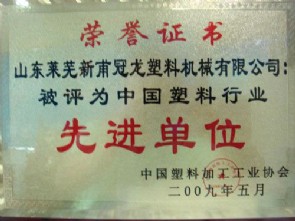 荣誉证书
山东莱芜新甫冠龙塑料机械有限公司:
被评为中国塑料行业
先进单位
中国塑料加工工业协会
二00九年五月